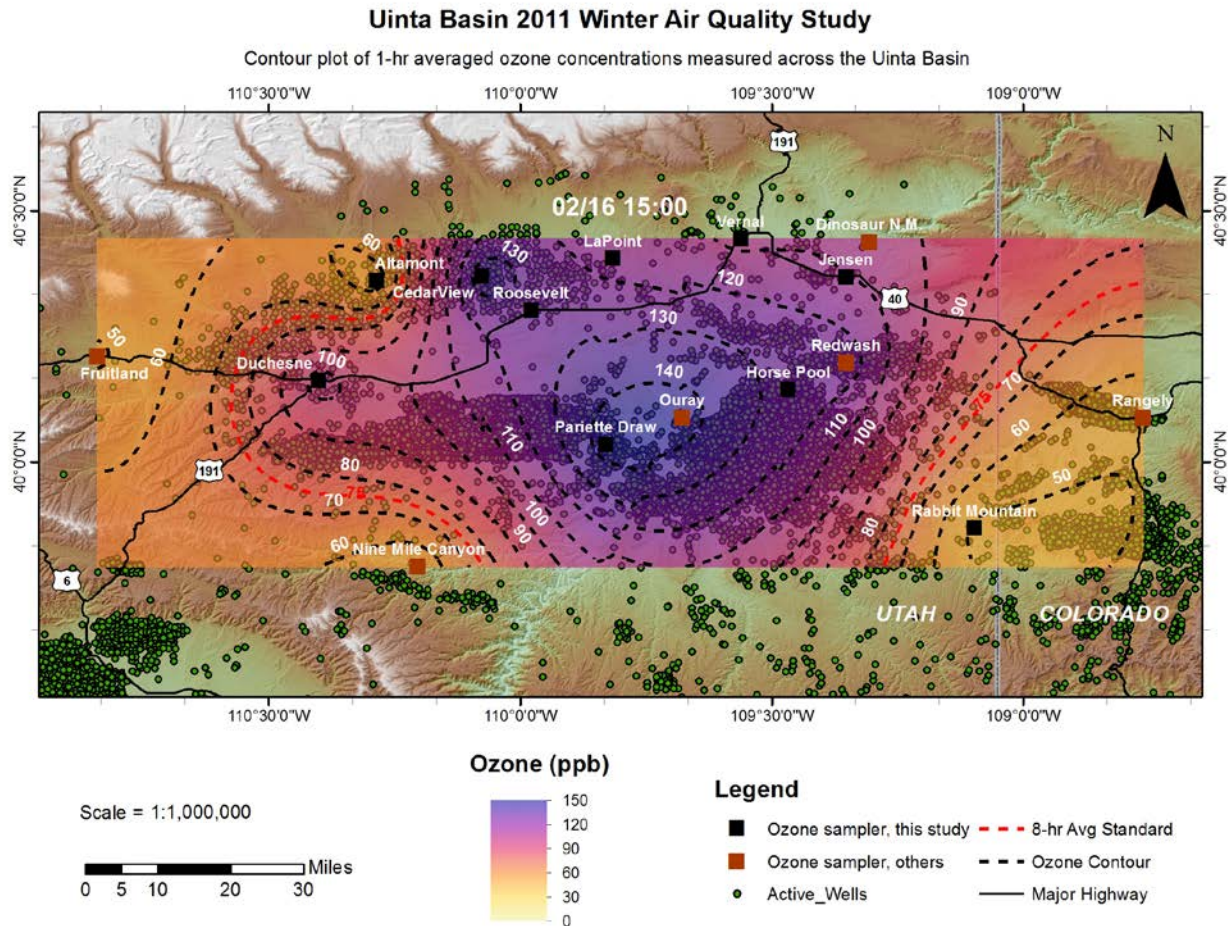 Uinta Basin 2011 Winter Air Quality Study
Contour plot of 1-hr averaged ozone concentrations measured across the Uinta Basin
110°30'0"W 110°0'0"W 109°30'0"W 109°0'0"W
191
N
40°30'0"N 40°30'0"N
02/16 15:00
Vernal
Dinosaur N.M.
LaPoint
60
130
Altamont
Jensen
CedarView Roosevelt
120
40
90
130
50
60
100
Redwash
Fruitland
Duchesne
140
Horse Pool
70
75
Ouray
Rangely
Pariette Draw
110
110
100
60
40°0'0"N 40°0'0"N
191
80
50
75
70
100
90
80
Rabbit Mountain
60
Nine Mile Canyon
6
UTAH COLORADO
110°30'0"W 110°0'0"W 109°30'0"W 109°0'0"W
Ozone (ppb)
150
120
90
60
30
0
Scale = 1:1,000,000
Miles
0 5 10 20 30
Legend
Ozone sampler, this study
8-hr Avg Standard
Ozone sampler, others
Ozone Contour
Active_Wells
Major Highway